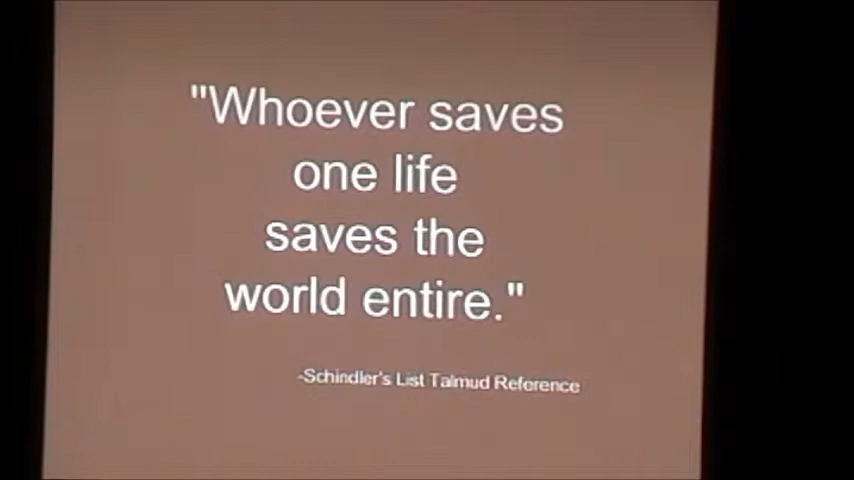 "Whoever saves
one life
saves the
world entire."
-Schindler's List Talmud Reference